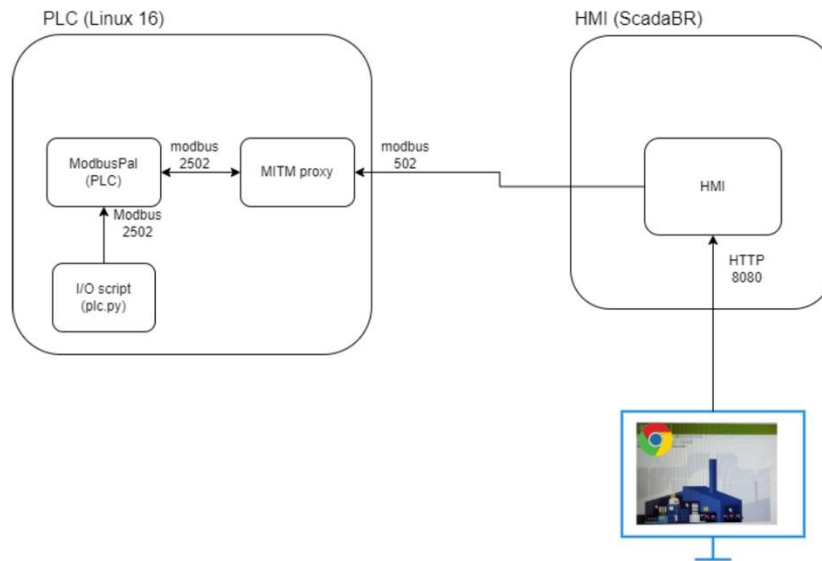 PLC (Linux 16)
HMI (ScadaBR)
ModbusPal
(PLC)
modbus
2502
MITM proxy
modbus
502
HMI
Modbus
2502
I/O script
(plc.py)
HTTP
8080